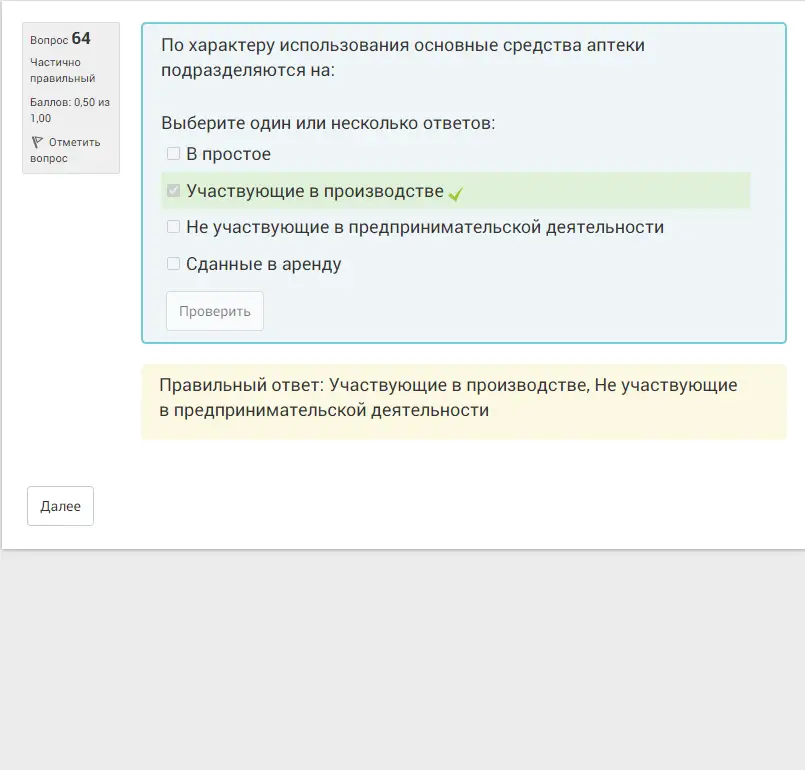 Вопрос 64
Частично
правильный
Баллов: 0,50 из
1,00
Отметить
вопрос
По характеру использования основные средства аптеки
подразделяются на:
Выберите один или несколько ответов:
В простое
Участвующие в производстве
Не участвующие в предпринимательской деятельности
Сданные в аренду
Проверить
Правильный ответ: Участвующие в производстве, Не участвующие
в предпринимательской деятельности
Далее